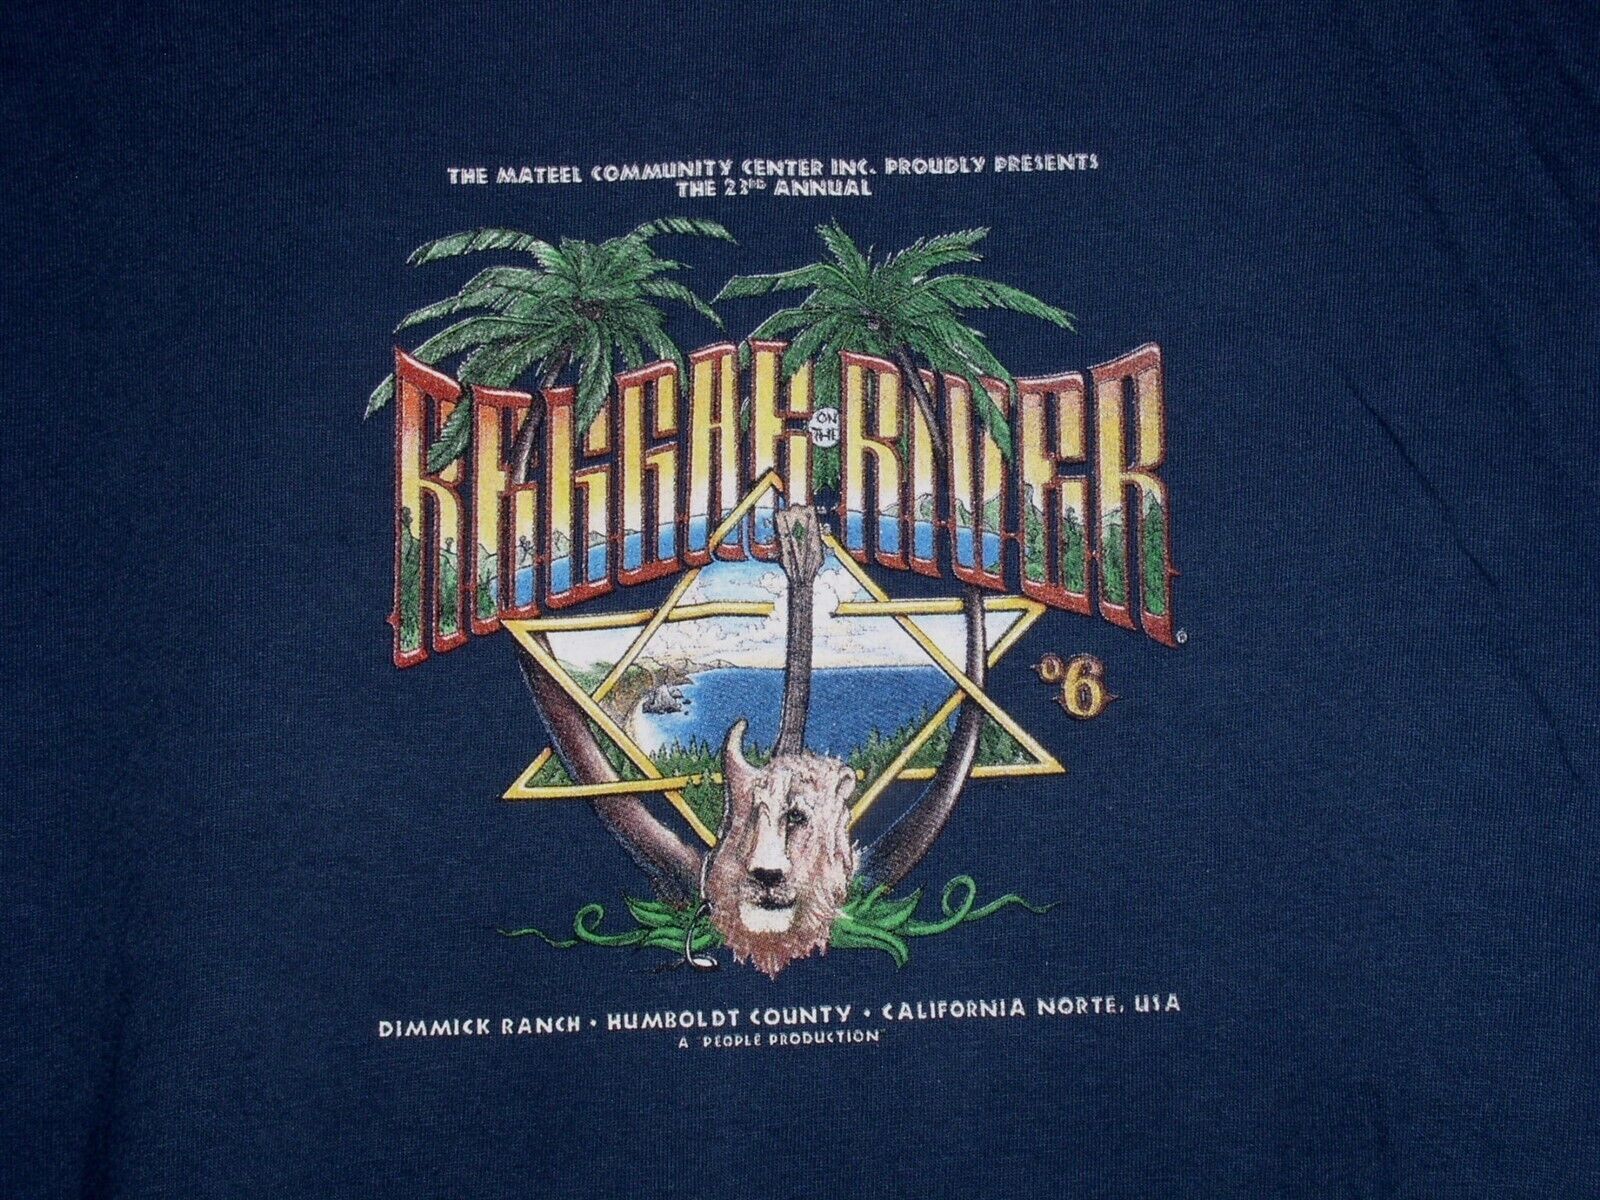 THE MATEEL COMMUNITY CENTER INC. PROUDLY PRESENTS
THE 23RD ANNUAL
REGGAE ON THE RIVER®
'06
DIMMICK RANCH • HUMBOLDT COUNTY • CALIFORNIA NORTE, USA
A "PEOPLE PRODUCTION"